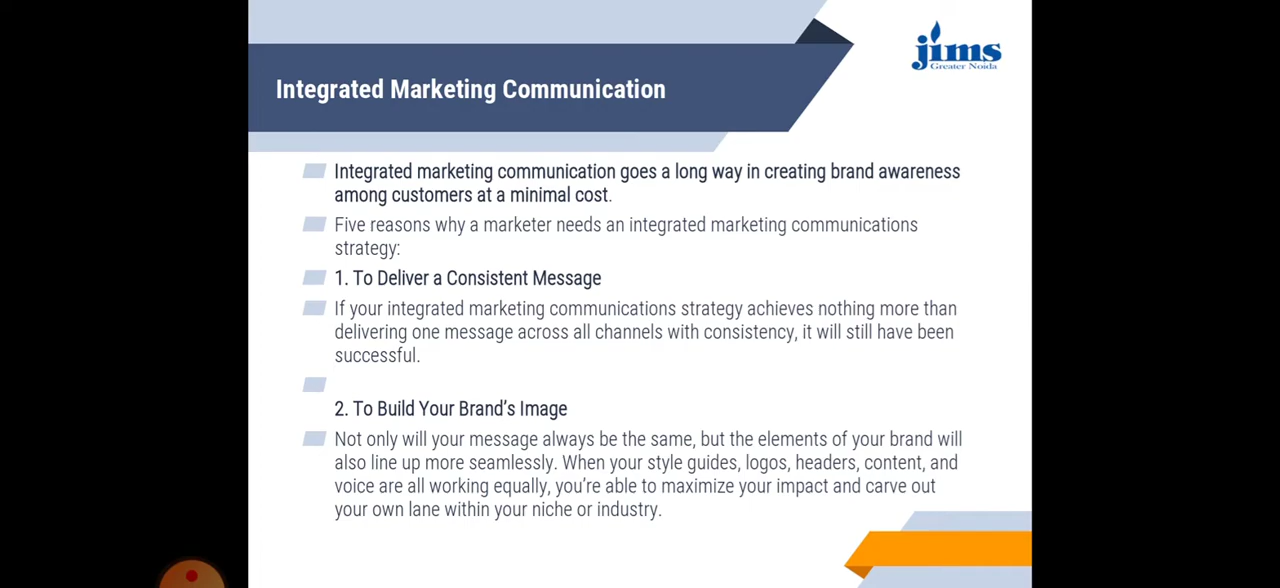 jims
Greater Noida
Integrated Marketing Communication
Integrated marketing communication goes a long way in creating brand awareness
among customers at a minimal cost.
Five reasons why a marketer needs an integrated marketing communications
strategy:
1. To Deliver a Consistent Message
If your integrated marketing communications strategy achieves nothing more than
delivering one message across all channels with consistency, it will still have been
successful.
2. To Build Your Brand’s Image
Not only will your message always be the same, but the elements of your brand will
also line up more seamlessly. When your style guides, logos, headers, content, and
voice are all working equally, you’re able to maximize your impact and carve out
your own lane within your niche or industry.